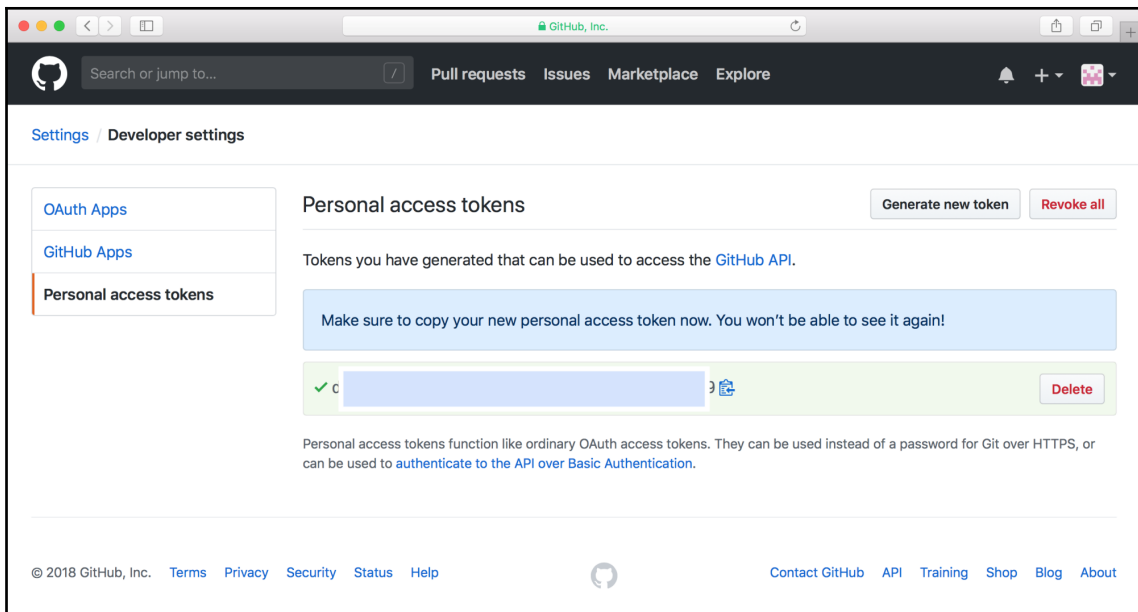 GitHub, Inc.
Search or jump to... /
Pull requests Issues Marketplace Explore
Settings / Developer settings
OAuth Apps
GitHub Apps
Personal access tokens
Personal access tokens
Generate new token Revoke all
Tokens you have generated that can be used to access the GitHub API.
Make sure to copy your new personal access token now. You won’t be able to see it again!
Delete
Personal access tokens function like ordinary OAuth access tokens. They can be used instead of a password for Git over HTTPS, or
can be used to authenticate to the API over Basic Authentication.
© 2018 GitHub, Inc. Terms Privacy Security Status Help
Contact GitHub API Training Shop Blog About